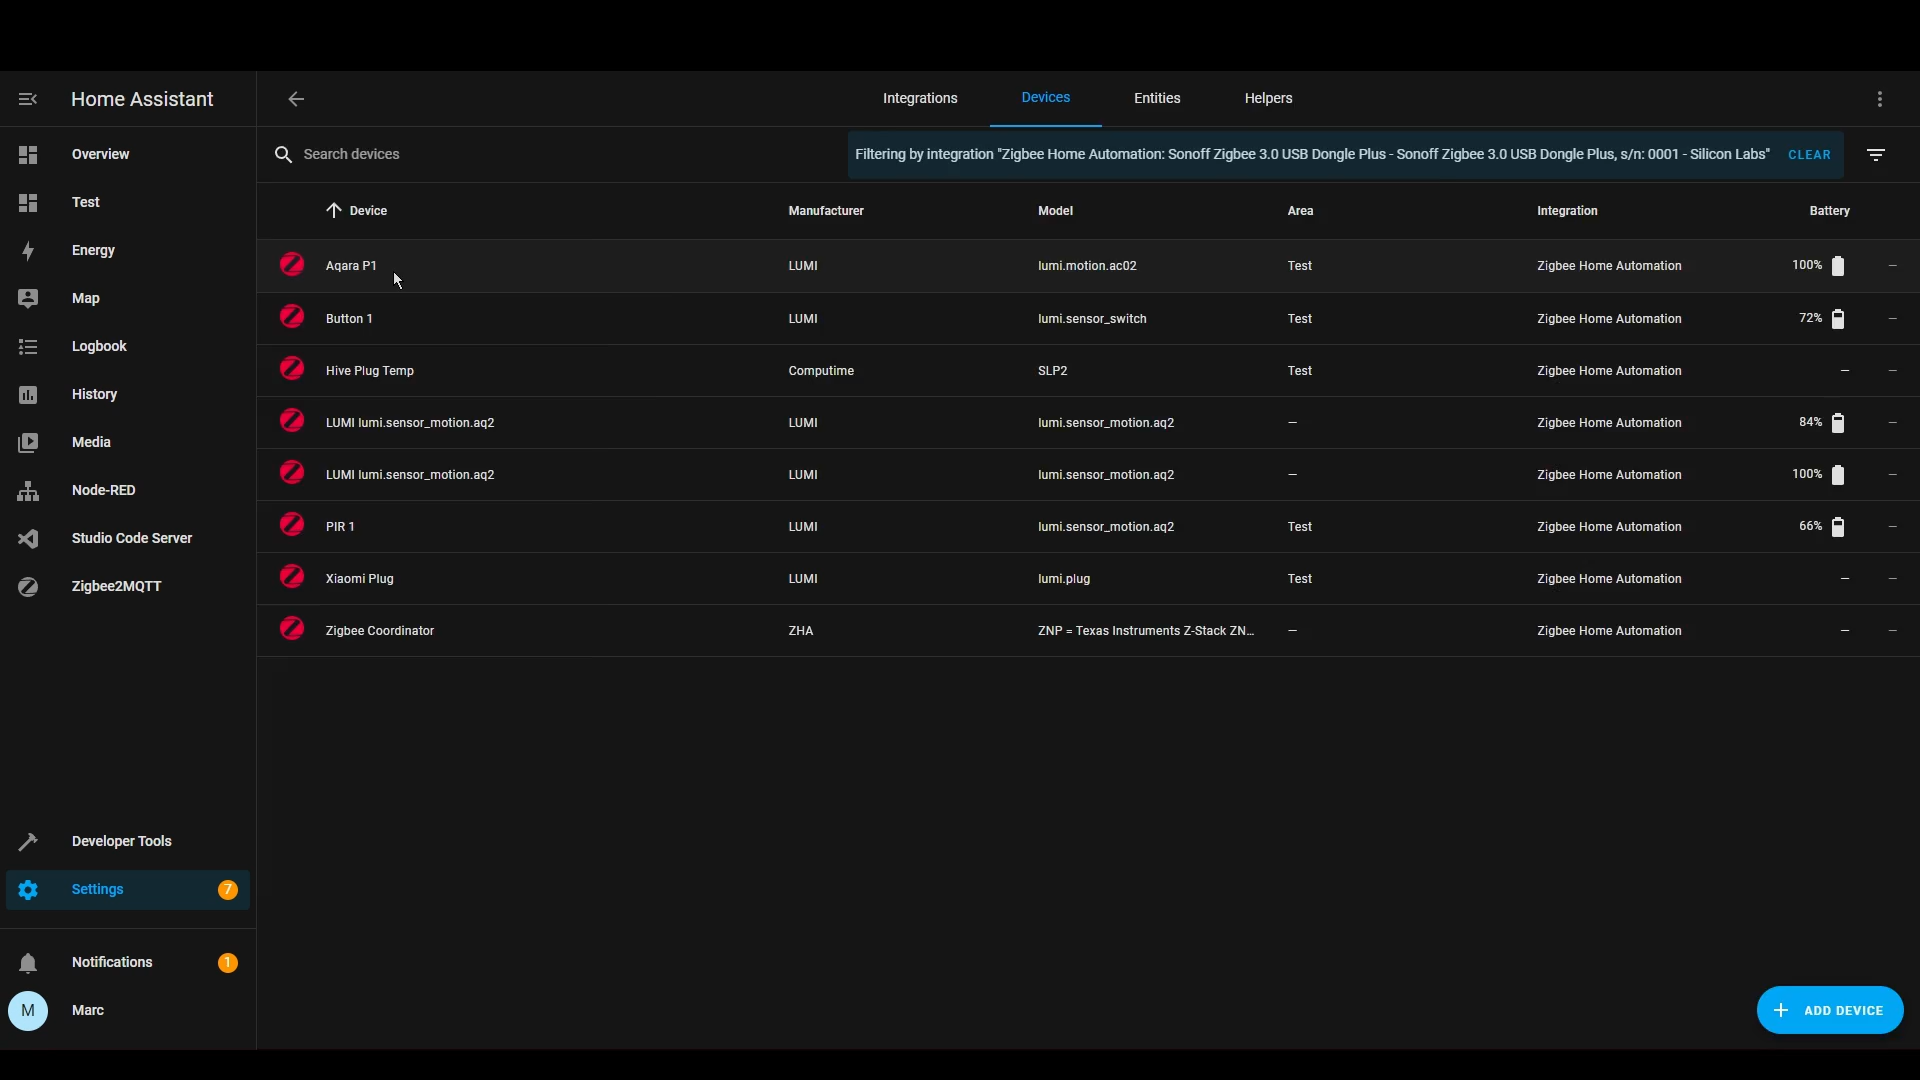 Home Assistant
Integrations Devices Entities Helpers
Overview
Test
Energy
Map
Logbook
History
Media
Node-RED
Studio Code Server
Zigbee2MQTT
Developer Tools
Settings 7
Notifications 1
M Marc
Search devices
Filtering by integration "Zigbee Home Automation: Sonoff Zigbee 3.0 USB Dongle Plus - Sonoff Zigbee 3.0 USB Dongle Plus, s/n: 0001 - Silicon Labs" CLEAR
Device Manufacturer Model Area Integration Battery
Aqara P1 LUMI lumi.motion.ac02 Test Zigbee Home Automation 100% —
Button 1 LUMI lumi.sensor_switch Test Zigbee Home Automation 72% —
Hive Plug Temp Computime SLP2 Test Zigbee Home Automation — —
LUMI lumi.sensor_motion.aq2 LUMI lumi.sensor_motion.aq2 — Zigbee Home Automation 84% —
LUMI lumi.sensor_motion.aq2 LUMI lumi.sensor_motion.aq2 — Zigbee Home Automation 100% —
PIR 1 LUMI lumi.sensor_motion.aq2 Test Zigbee Home Automation 66% —
Xiaomi Plug LUMI lumi.plug Test Zigbee Home Automation — —
Zigbee Coordinator ZHA ZNP = Texas Instruments Z-Stack ZN... — Zigbee Home Automation — —
ADD DEVICE